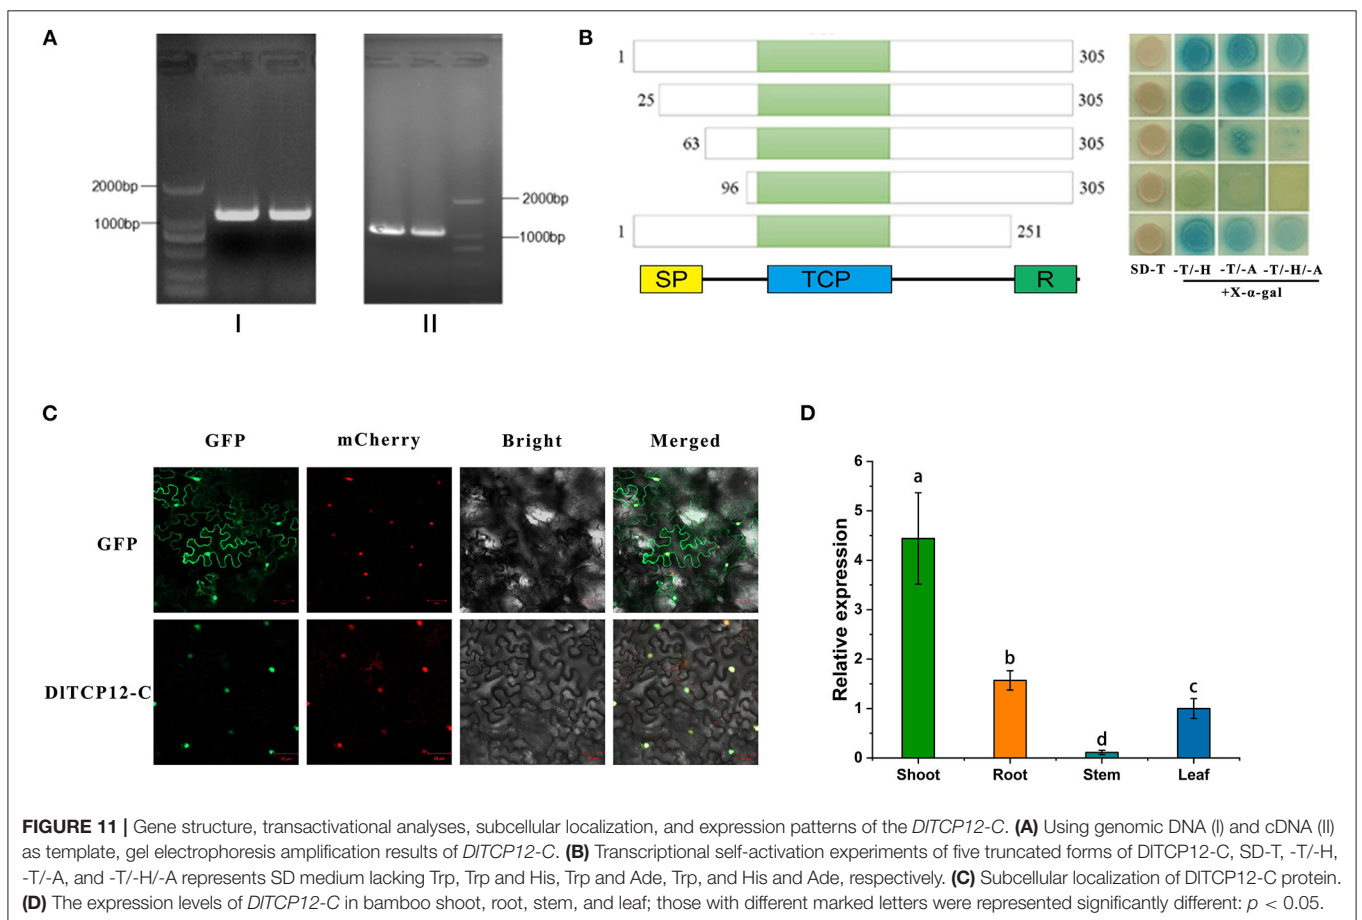 A
2000bp
1000bp
I
2000bp
1000bp
II
B
1 305
25 305
63 305
96 305
1 251
SP TCP R
SD-T -T/-H -T/-A -T/-H/-A
+X-α-gal
C
GFP mCherry Bright Merged
GFP
DlTCP12-C
D
Relative expression
6
5
4
3
2
1
0
a
b
d
c
Shoot Root Stem Leaf
FIGURE 11 | Gene structure, transactivational analyses, subcellular localization, and expression patterns of the DlTCP12-C. (A) Using genomic DNA (I) and cDNA (II)
as template, gel electrophoresis amplification results of DlTCP12-C. (B) Transcriptional self-activation experiments of five truncated forms of DlTCP12-C, SD-T, -T/-H,
-T/-A, and -T/-H/-A represents SD medium lacking Trp, Trp and His, Trp and Ade, Trp, and His and Ade, respectively. (C) Subcellular localization of DlTCP12-C protein.
(D) The expression levels of DlTCP12-C in bamboo shoot, root, stem, and leaf; those with different marked letters were represented significantly different: p < 0.05.